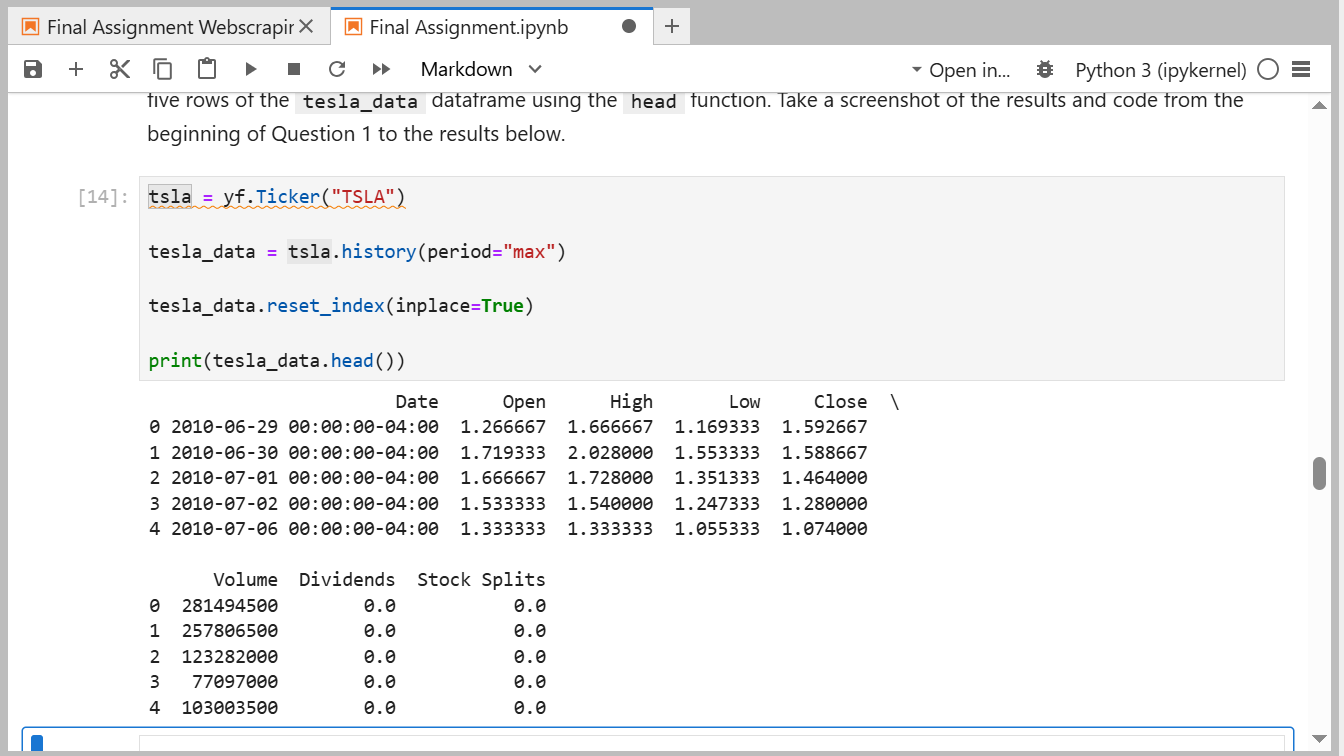 Final Assignment Webscrapir
Final Assignment.ipynb
Markdown
Open in...
Python 3 (ipykernel)
five rows of the tesla_data dataframe using the head function. Take a screenshot of the results and code from the
beginning of Question 1 to the results below.
[14]:
tsla = yf.Ticker("TSLA")
tesla_data = tsla.history(period="max")
tesla_data.reset_index(inplace=True)
print(tesla_data.head())
Date Open High Low Close \
0 2010-06-29 00:00:00-04:00 1.266667 1.666667 1.169333 1.592667
1 2010-06-30 00:00:00-04:00 1.719333 2.028000 1.553333 1.588667
2 2010-07-01 00:00:00-04:00 1.666667 1.728000 1.351333 1.464000
3 2010-07-02 00:00:00-04:00 1.533333 1.540000 1.247333 1.280000
4 2010-07-06 00:00:00-04:00 1.333333 1.333333 1.055333 1.074000
Volume Dividends Stock Splits
0 281494500 0.0 0.0
1 257806500 0.0 0.0
2 123282000 0.0 0.0
3 77097000 0.0 0.0
4 103003500 0.0 0.0